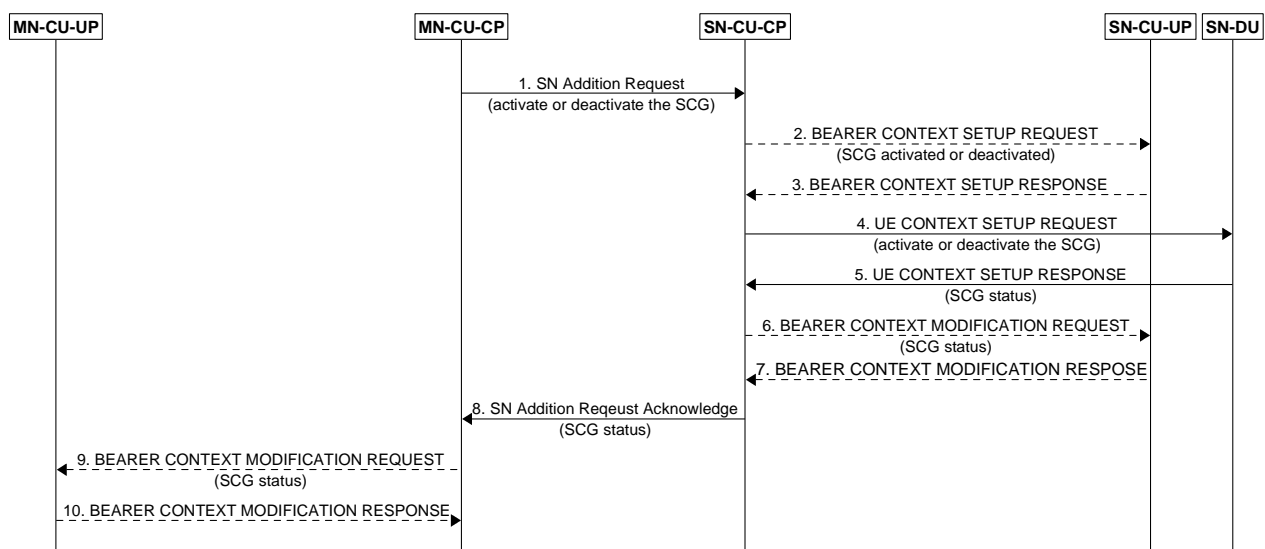 MN-CU-UP
MN-CU-CP
SN-CU-CP
SN-CU-UP
SN-DU
1. SN Addition Request
(activate or deactivate the SCG)
2. BEARER CONTEXT SETUP REQUEST
(SCG activated or deactivated)
3. BEARER CONTEXT SETUP RESPONSE
4. UE CONTEXT SETUP REQUEST
(activate or deactivate the SCG)
5. UE CONTEXT SETUP RESPONSE
(SCG status)
6. BEARER CONTEXT MODIFICATION REQUEST
(SCG status)
7. BEARER CONTEXT MODIFICATION RESPOSE
8. SN Addition Reqeust Acknowledge
(SCG status)
9. BEARER CONTEXT MODIFICATION REQUEST
(SCG status)
10. BEARER CONTEXT MODIFICATION RESPONSE